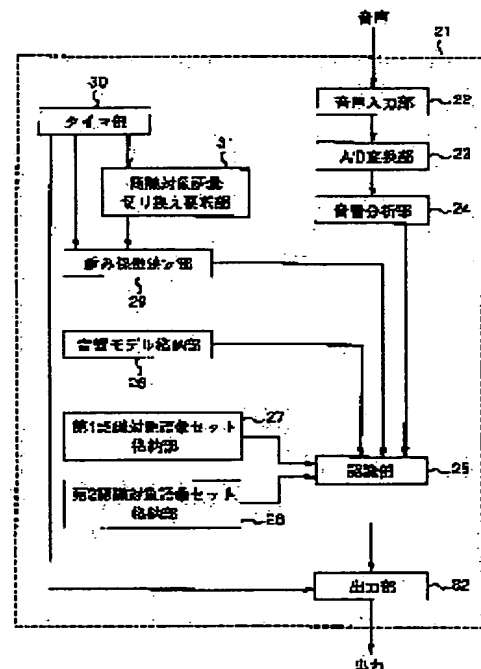 音声
21
30
タイマ部
音声入力部
22
A/D変換部
23
31
認識対象語彙
切り換え要求部
音響分析部
24
重み係数決定部
29
音響モデル格納部
26
第1認識対象語彙セット
格納部
27
認識部
25
第2認識対象語彙セット
格納部
28
出力部
32
出力